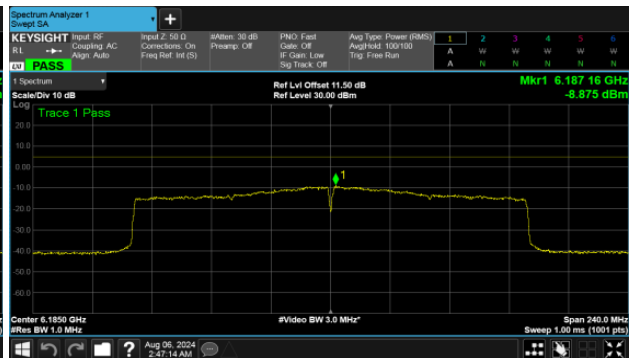 Spectrum Analyzer 1
Swept SA
+
KEYSIGHT Input: RF Input Z: 50 Ω #Atten: 30 dB PNO: Fast Avg Type: Power (RMS) 1 2 3 4 5 6
RL Coupling: AC Corrections: On Preamp: Off Gate: Off Avg|Hold: 100/100 A W W W W W
Align: Auto Freq Ref: Int (S) IF Gain: Low Trig: Free Run
PASS Sig Track: Off A N N N N N
1 Spectrum Ref Lvl Offset 11.50 dB Mkr1 6.187 16 GHz
Scale/Div 10 dB Ref Level 30.00 dBm -8.875 dBm
Log
Trace 1 Pass
20.0
10.0
0.00
1
-10.0
-20.0
-30.0
-40.0
-50.0
-60.0
Center 6.1850 GHz #Video BW 3.0 MHz* Span 240.0 MHz
#Res BW 1.0 MHz Sweep 1.00 ms (1001 pts)
? Aug 06, 2024
2:47:14 AM